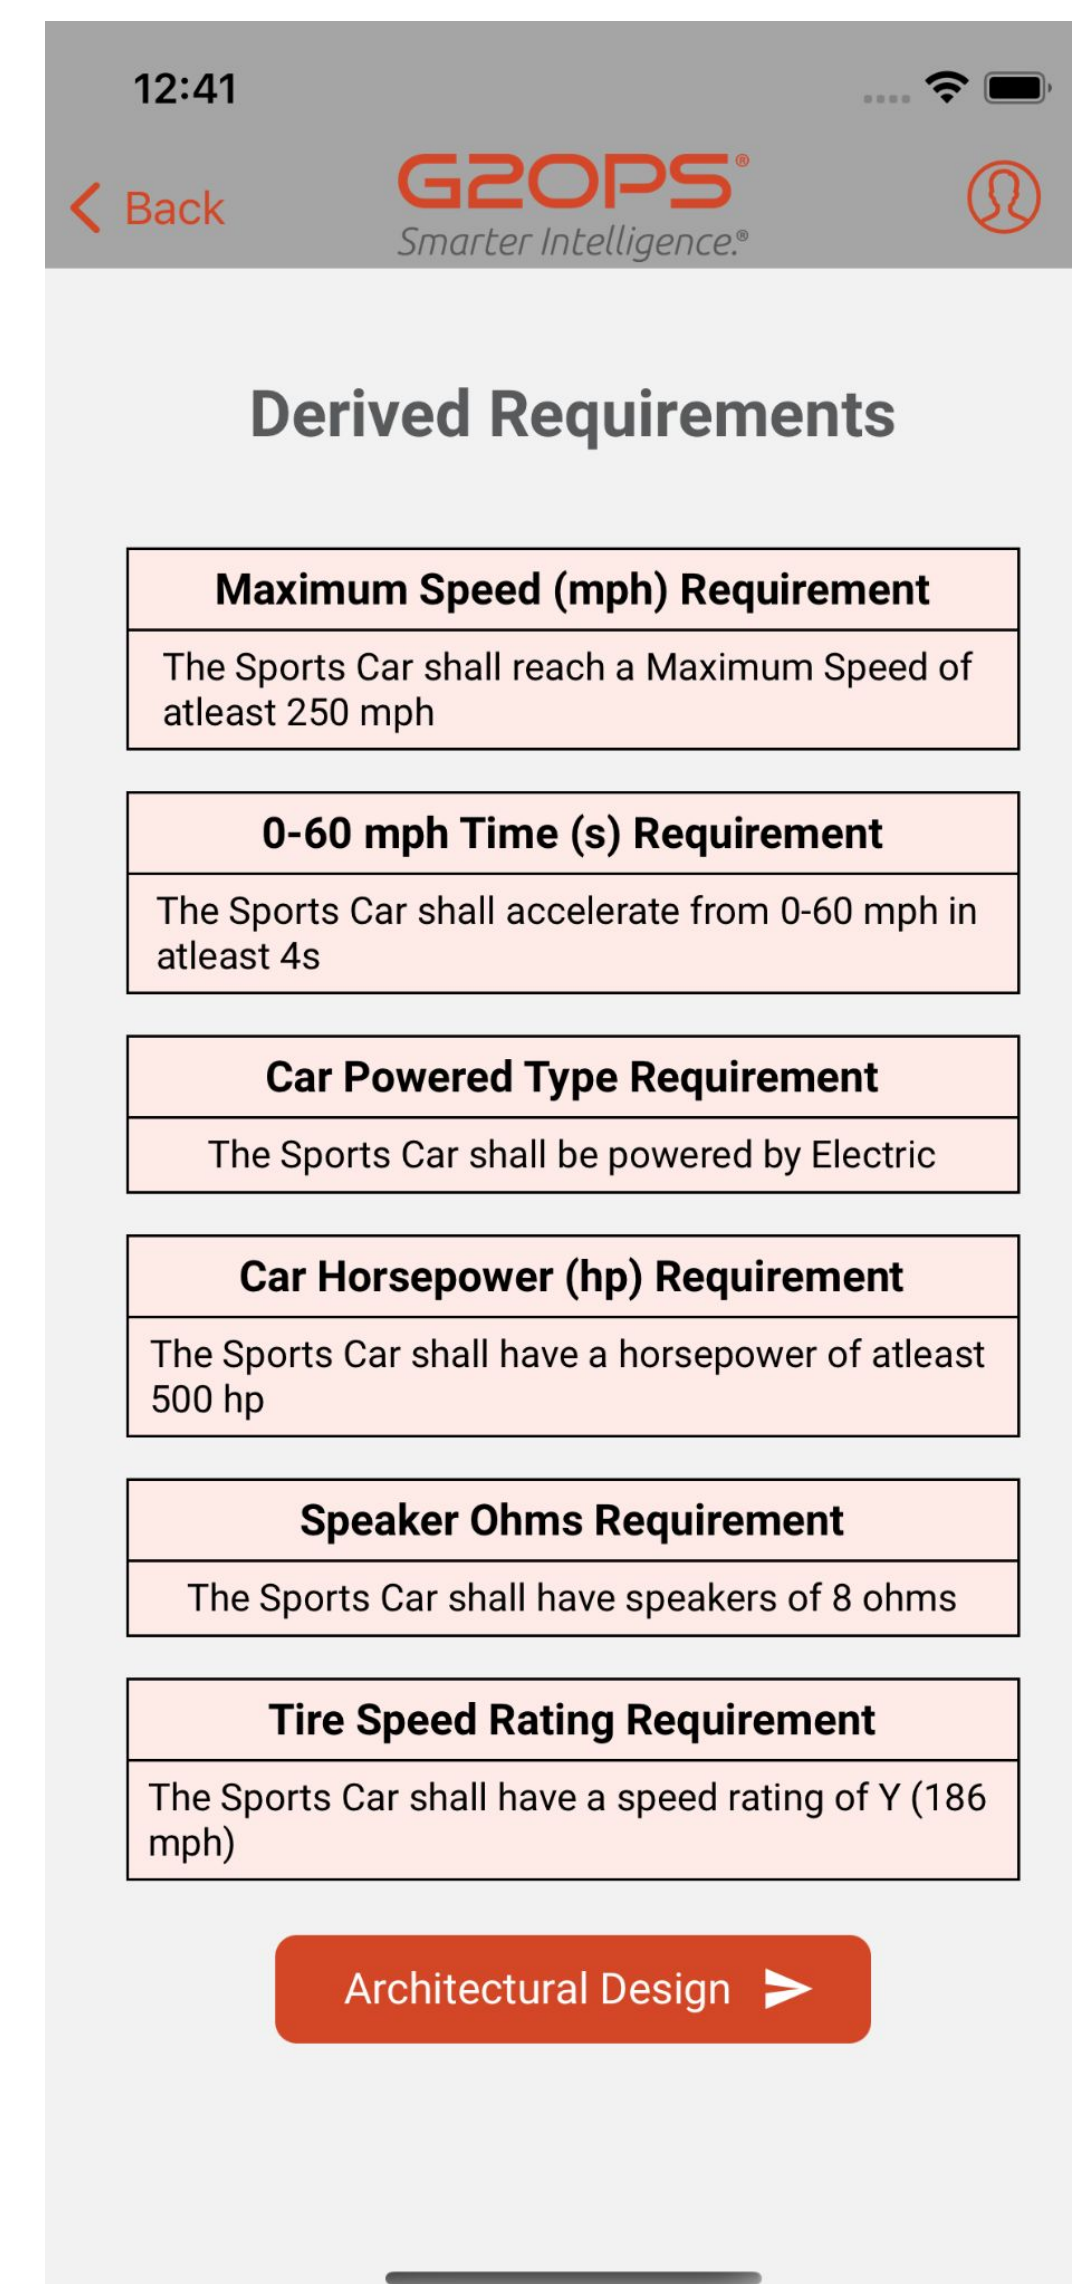 12:41
Back
G2OPS®
Smarter Intelligence.®
Derived Requirements
Maximum Speed (mph) Requirement
The Sports Car shall reach a Maximum Speed of
atleast 250 mph
0-60 mph Time (s) Requirement
The Sports Car shall accelerate from 0-60 mph in
atleast 4s
Car Powered Type Requirement
The Sports Car shall be powered by Electric
Car Horsepower (hp) Requirement
The Sports Car shall have a horsepower of atleast
500 hp
Speaker Ohms Requirement
The Sports Car shall have speakers of 8 ohms
Tire Speed Rating Requirement
The Sports Car shall have a speed rating of Y (186
mph)
Architectural Design